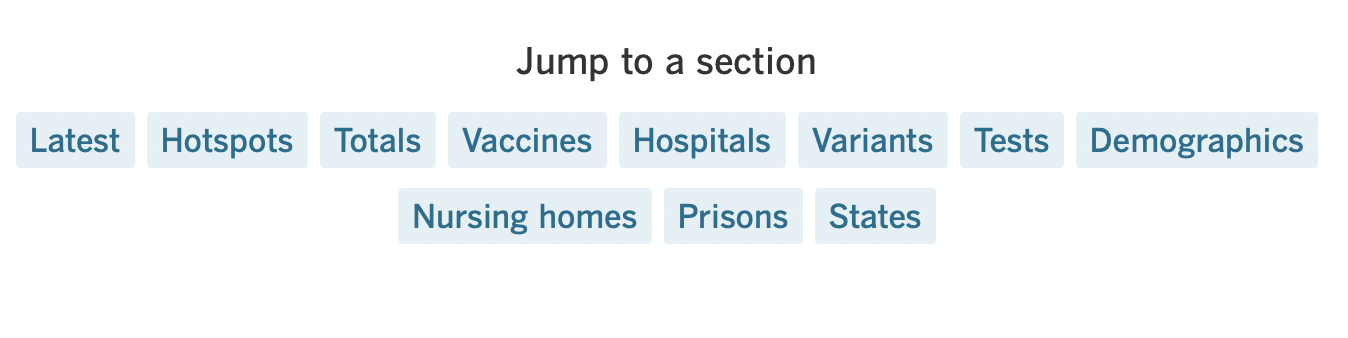 Jump to a section
Latest Hotspots Totals Vaccines Hospitals Variants Tests Demographics
Nursing homes Prisons States